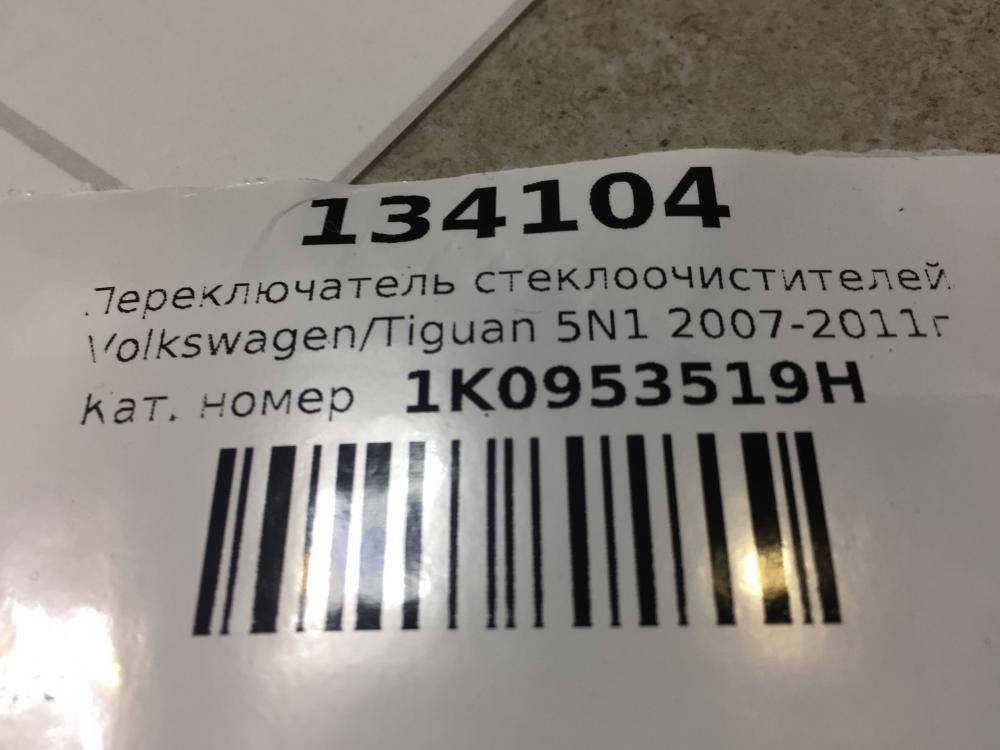 134104
Переключатель стеклоочистителей
Volkswagen/Tiguan 5N1 2007-2011г
Кат. номер 1K0953519H